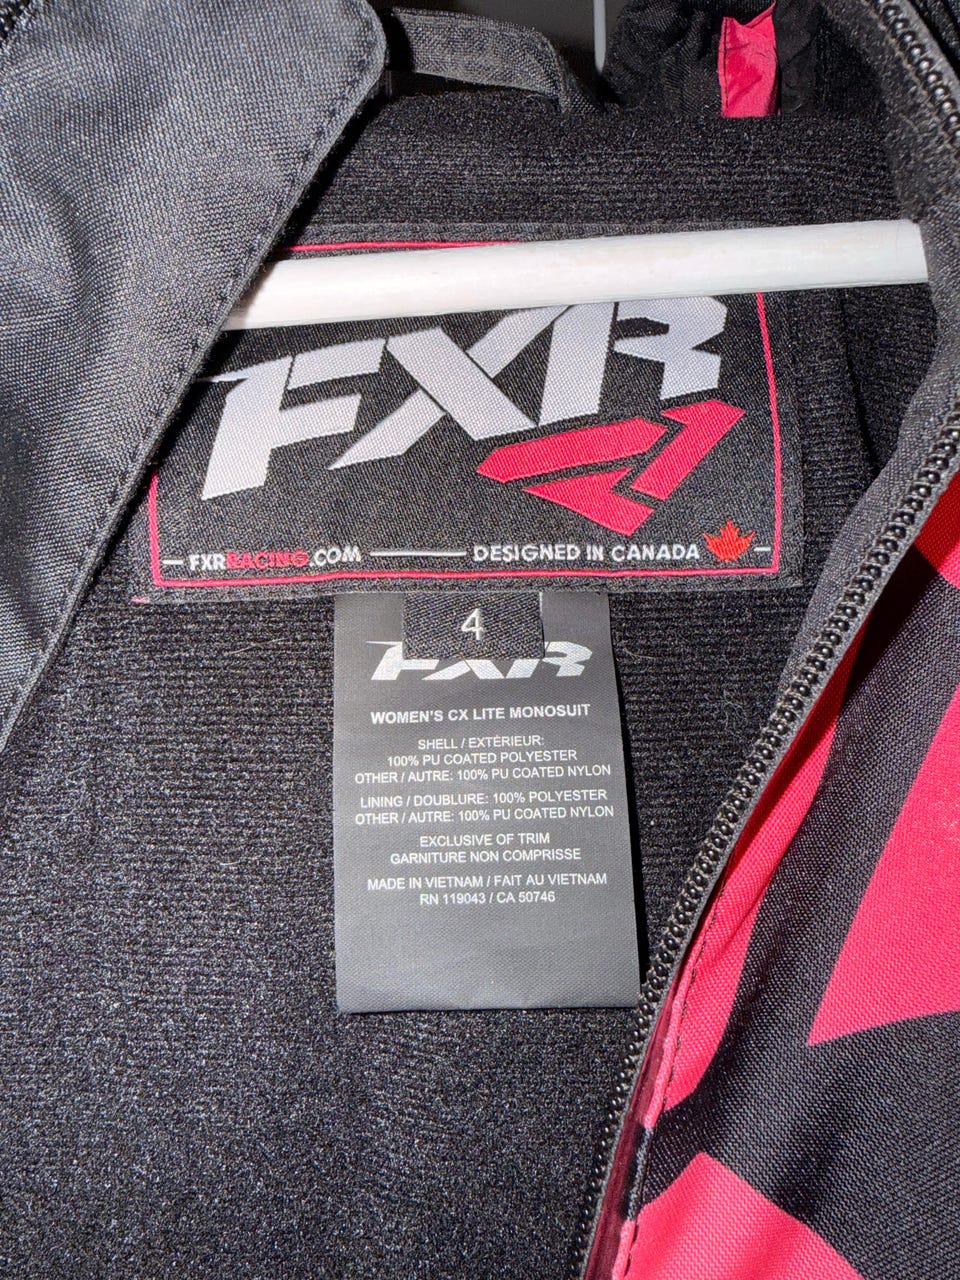 FXR
FXRRACING.COM DESIGNED IN CANADA
4
FXR
WOMEN'S CX LITE MONOSUIT
SHELL / EXTÉRIEUR:
100% PU COATED POLYESTER
OTHER / AUTRE: 100% PU COATED NYLON
LINING / DOUBLURE: 100% POLYESTER
OTHER / AUTRE: 100% PU COATED NYLON
EXCLUSIVE OF TRIM
GARNITURE NON COMPRISSE
MADE IN VIETNAM / FAIT AU VIETNAM
RN 119043 / CA 50746